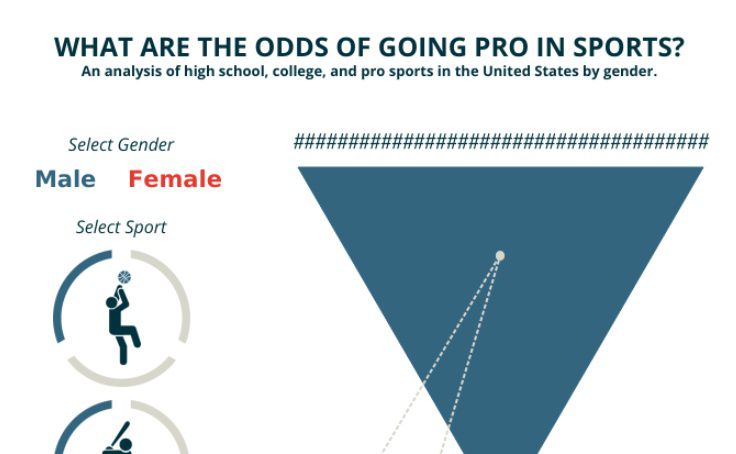 WHAT ARE THE ODDS OF GOING PRO IN SPORTS?
An analysis of high school, college, and pro sports in the United States by gender.
Select Gender
######################################
Male Female
Select Sport